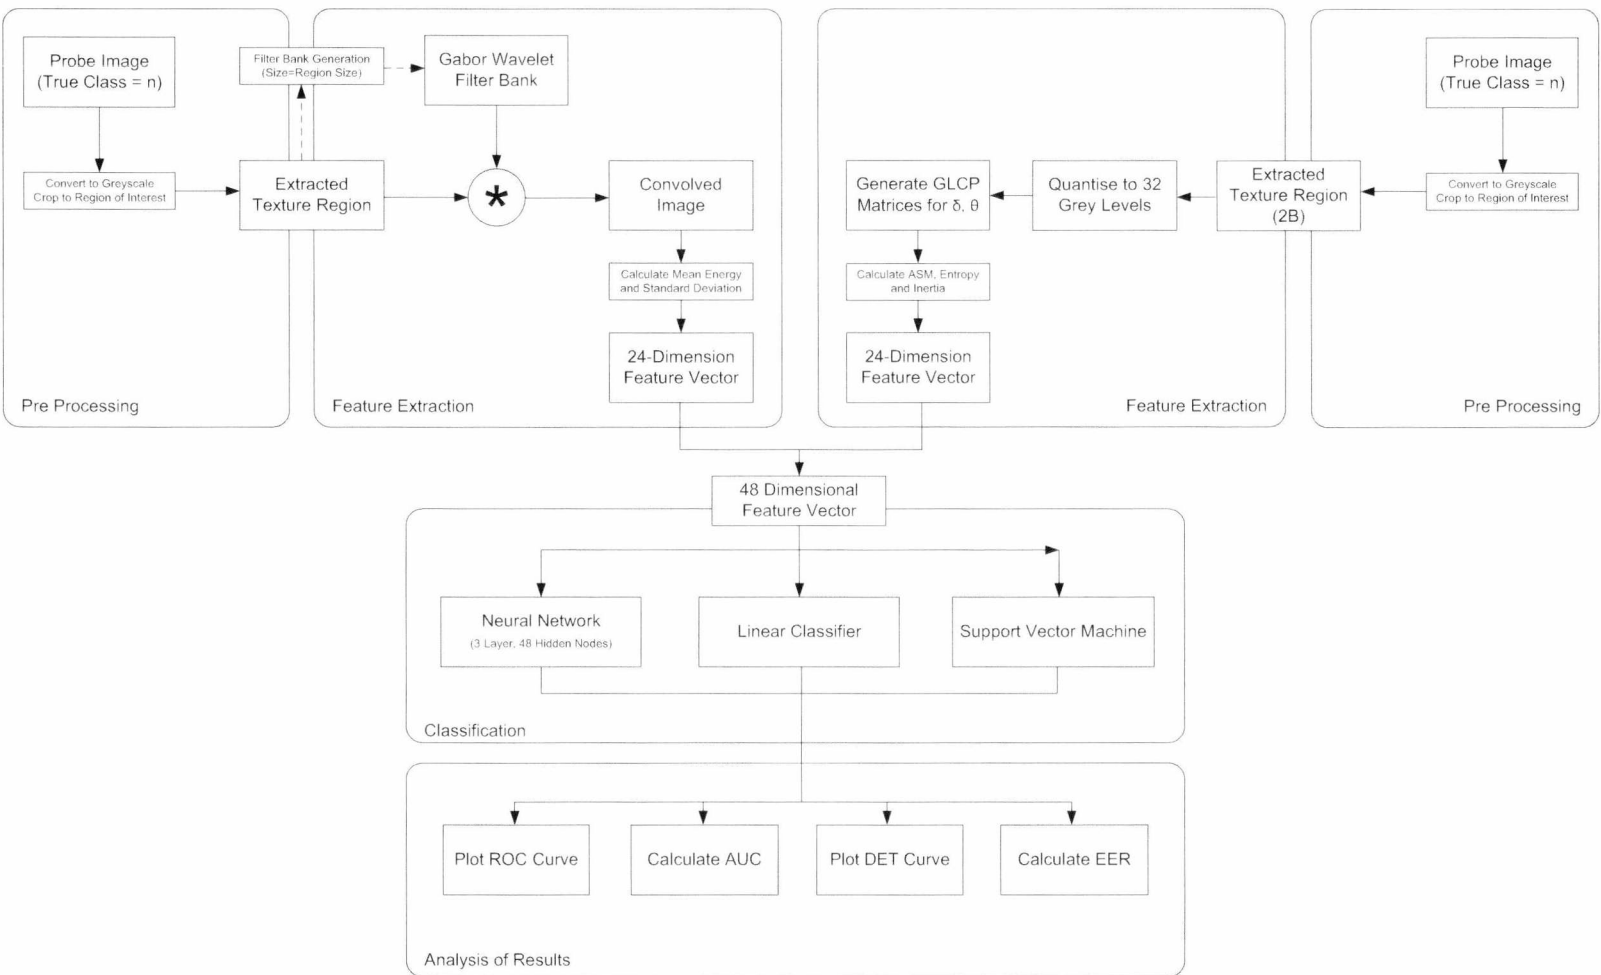 Probe Image
(True Class = n)
Convert to Greyscale
Crop to Region of Interest
Pre Processing
Filter Bank Generation
(Size=Region Size)
Extracted
Texture Region
Gabor Wavelet
Filter Bank
*
Convolved
Image
Calculate Mean Energy
and Standard Deviation
24-Dimension
Feature Vector
Feature Extraction
Probe Image
(True Class = n)
Convert to Greyscale
Crop to Region of Interest
Pre Processing
Extracted
Texture Region
(2B)
Quantise to 32
Grey Levels
Generate GLCP
Matrices for δ, θ
Calculate ASM, Entropy
and Inertia
24-Dimension
Feature Vector
Feature Extraction
48 Dimensional
Feature Vector
Neural Network
(3 Layer, 48 Hidden Nodes)
Linear Classifier
Support Vector Machine
Classification
Plot ROC Curve
Calculate AUC
Plot DET Curve
Calculate EER
Analysis of Results